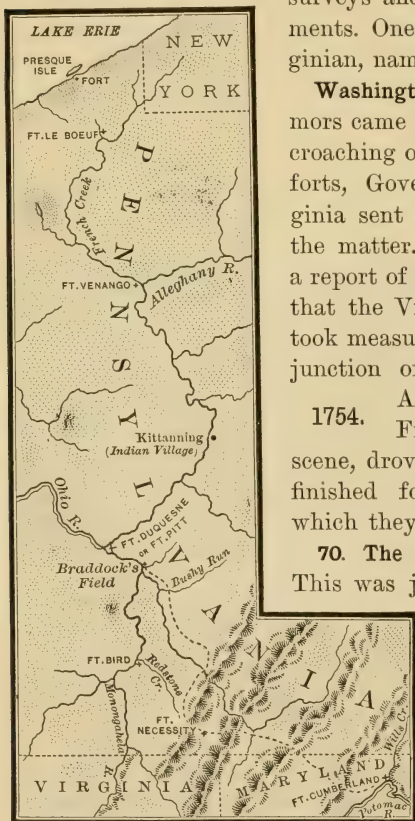 LAKE ERIE
NEW
YORK
PRESQUE
ISLE
FORT
FT. LE BOEUF
PENNSYLVANIA
French Creek
FT. VENANGO
Alleghany R.
Kittanning
(Indian Village)
Ohio R.
FT. DUQUESNE
OR FT. PITT
Braddock's
Field
Bushy Run
FT. BIRD
Redstone
Cr.
Monongahela
R.
FT.
NECESSITY
VIRGINIA
MARYLAND
Wills Cr.
FT. CUMBERLAND
Potomac
R.
surveys and
ments. One
ginian, nam
Washingt
mors came
croaching o
forts, Gove
ginia sent
the matter.
a report of
that the Vi
took measu
junction of
1754.
A
F
scene, drov
finished fo
which they
70. The
This was j